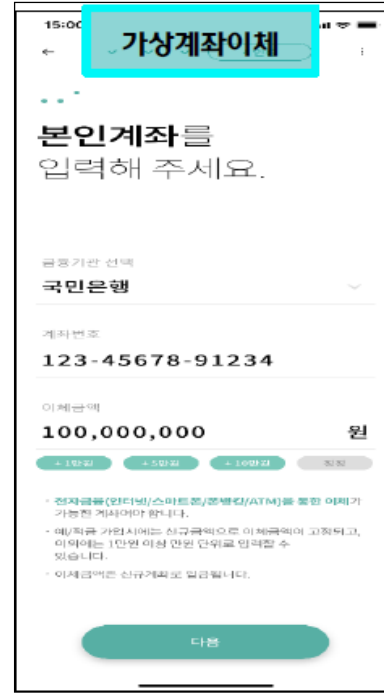 15:00
가상계좌이체
본인계좌를
입력해 주세요.
금융기관 선택
국민은행
계좌번호
123-45678-91234
이체금액
100,000,000 원
+ 1만원 + 5만원 + 10만원 정정
· 전자금융(인터넷/스마트폰/폰뱅킹/ATM)을 통한 이체가
가능한 계좌여야 합니다.
· 예/적금 가입시에는 신규금액으로 이체금액이 고정되고,
이외에는 1만원 이상 만원 단위로 입력할 수
있습니다.
· 이체금액은 신규계좌로 입금됩니다.
다음